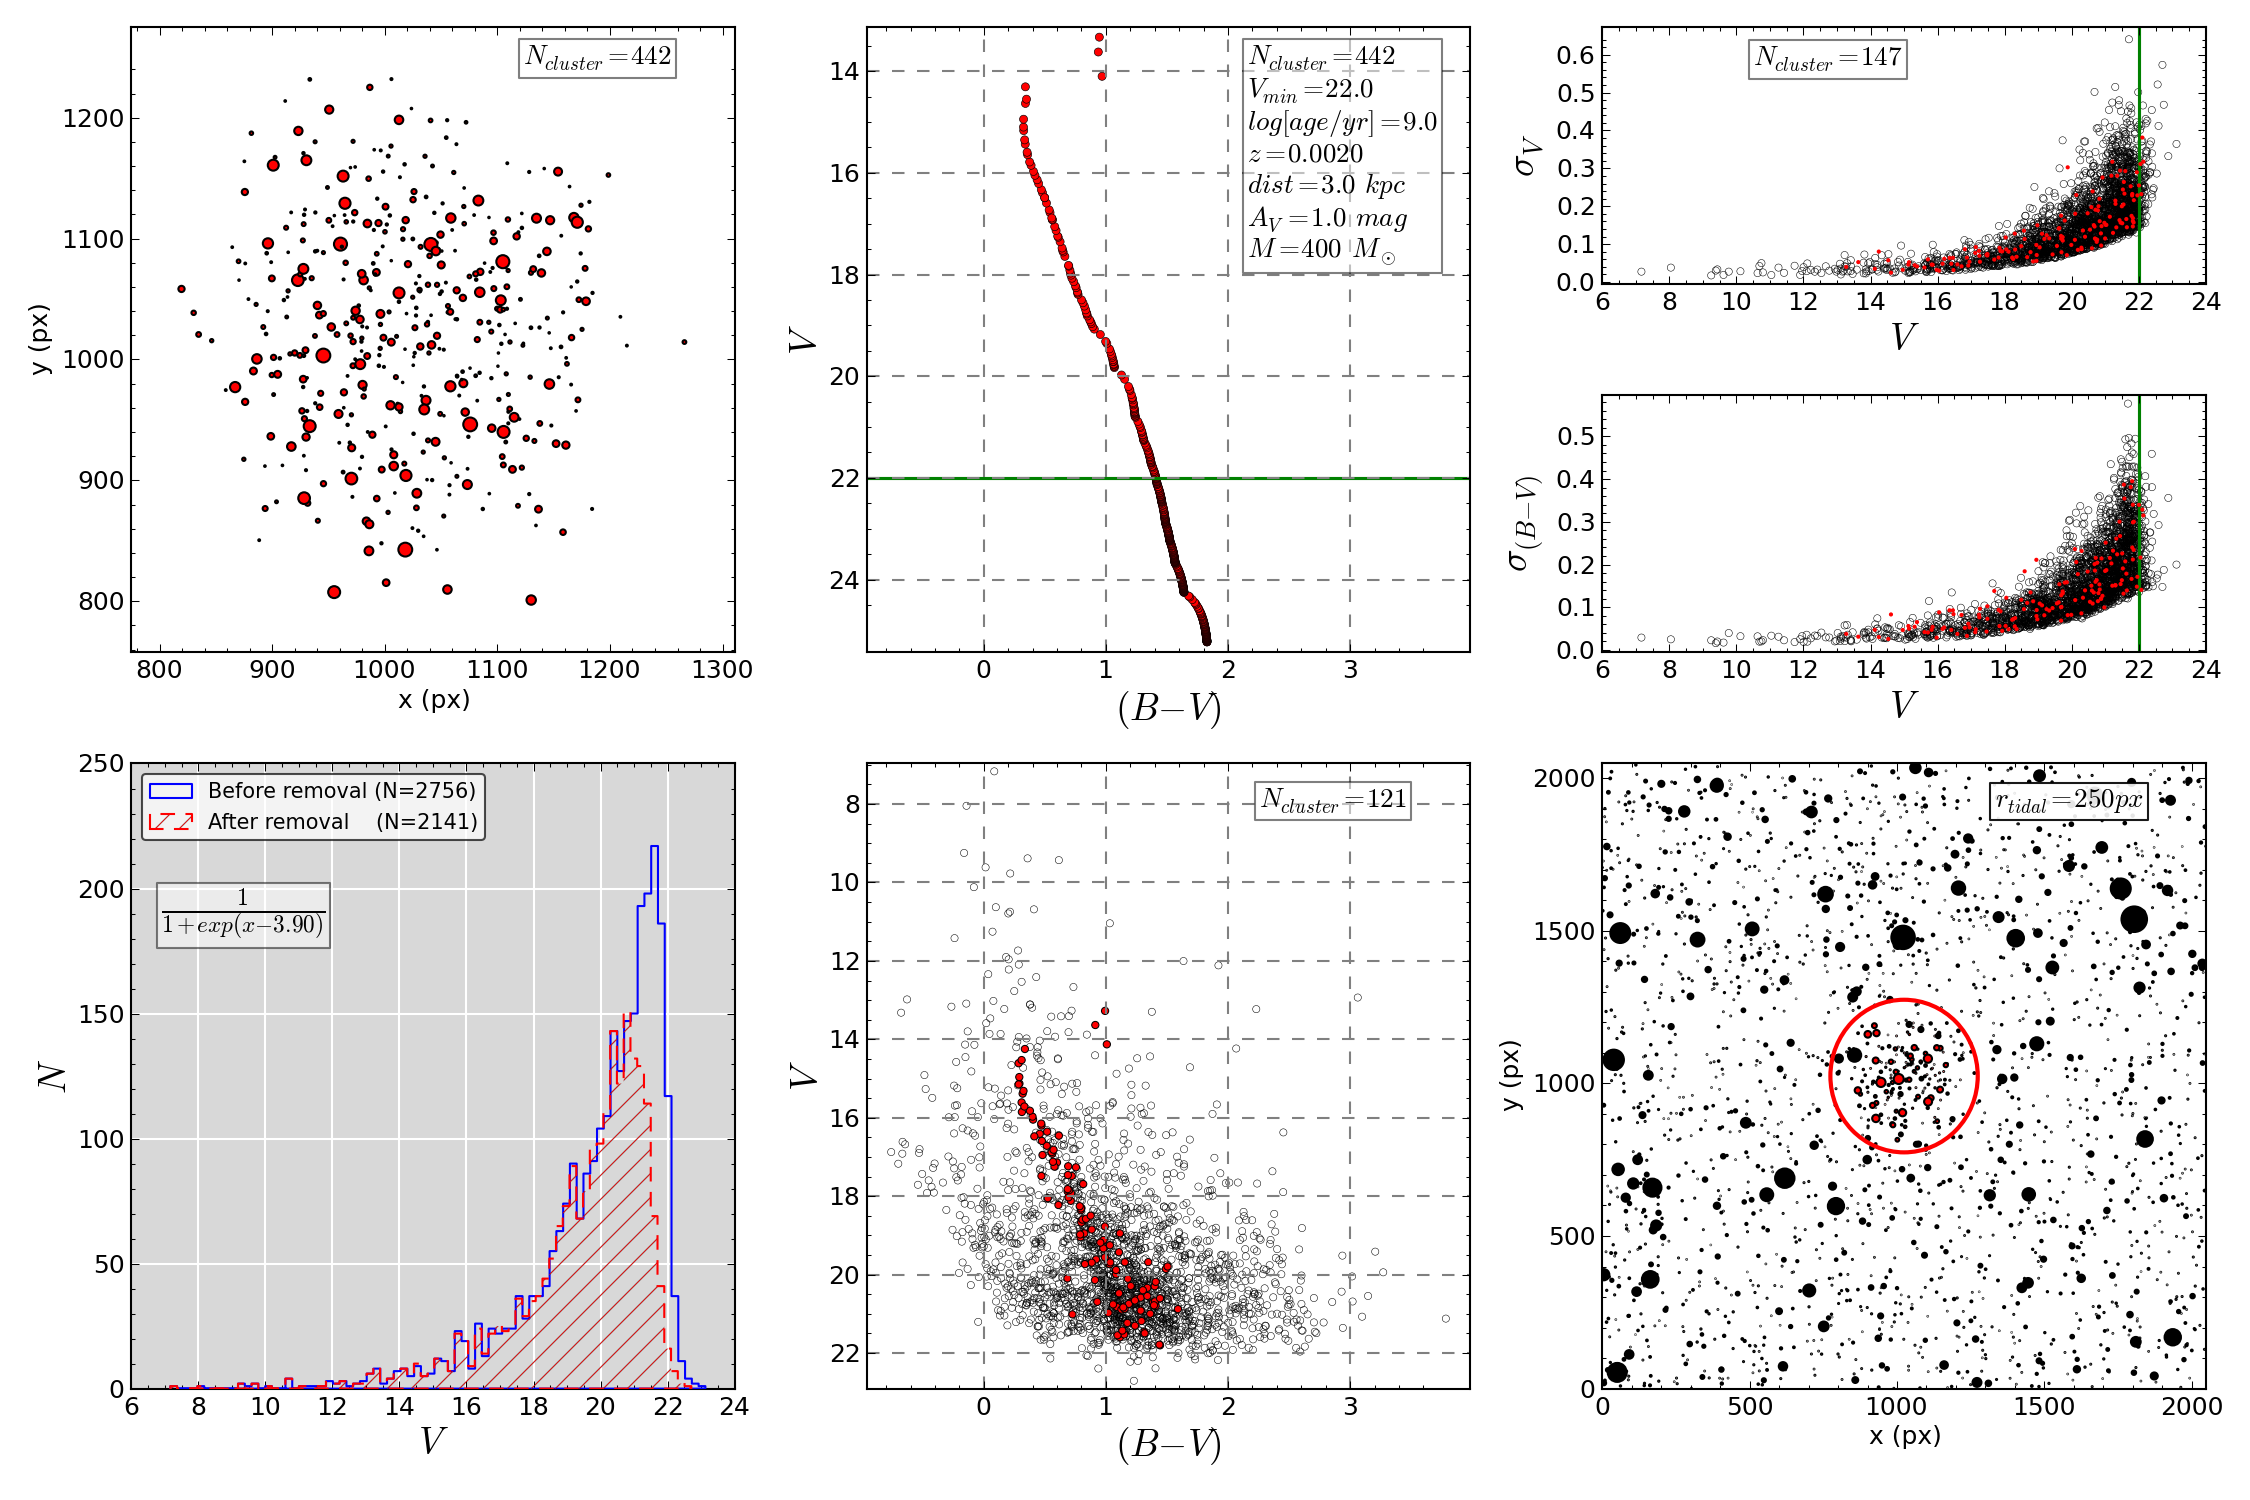 N_cluster=442
1200
1100
1000
900
800
y (px)
800 900 1000 1100 1200 1300
x (px)
N_cluster=442
V_min=22.0
log[age/yr]=9.0
z=0.0020
dist=3.0 kpc
A_V=1.0 mag
M=400 M_⊙
14
16
18
20
22
24
V
0 1 2 3
(B−V)
N_cluster=147
0.6
0.5
0.4
0.3
0.2
0.1
0.0
σ_V
6 8 10 12 14 16 18 20 22 24
V
0.5
0.4
0.3
0.2
0.1
0.0
σ_(B−V)
6 8 10 12 14 16 18 20 22 24
V
250
200
150
100
50
0
N
Before removal (N=2756)
After removal (N=2141)
1
1+exp(x−3.90)
6 8 10 12 14 16 18 20 22 24
V
N_cluster=121
8
10
12
14
16
18
20
22
V
0 1 2 3
(B−V)
r_tidal=250px
2000
1500
1000
500
0
y (px)
0 500 1000 1500 2000
x (px)